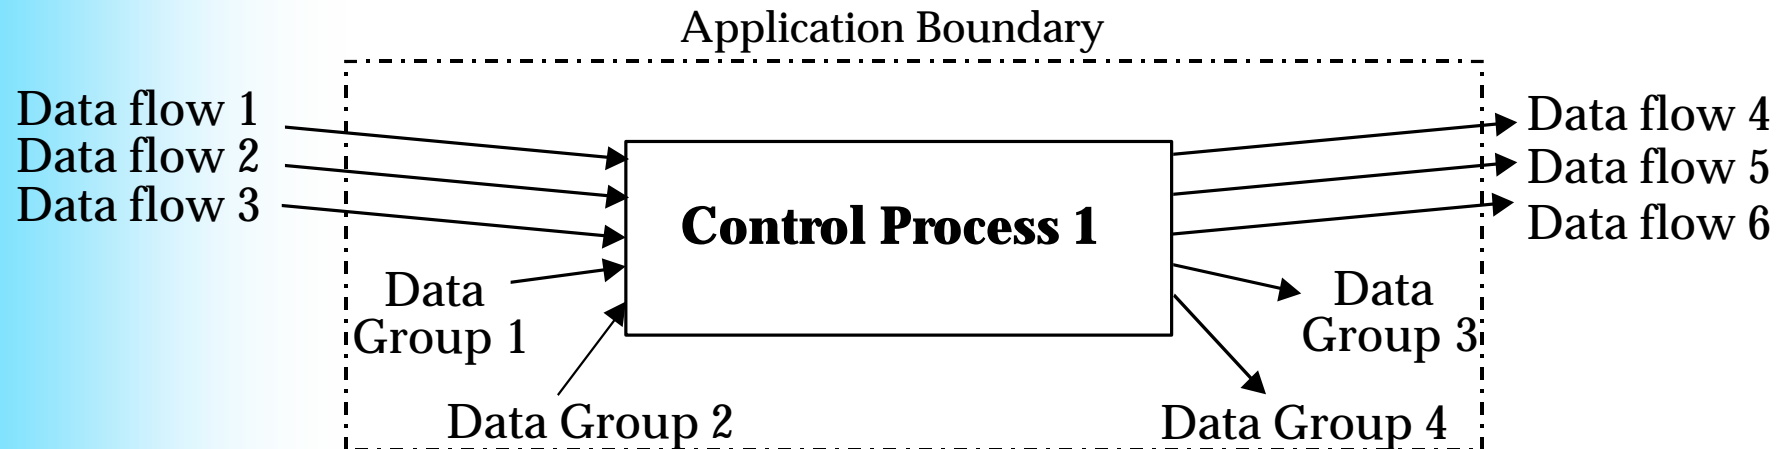 Application Boundary
Data flow 1
Data flow 2
Data flow 3
Control Process 1
Data flow 4
Data flow 5
Data flow 6
Data
Group 1
Data Group 2
Data
Group 3
Data Group 4